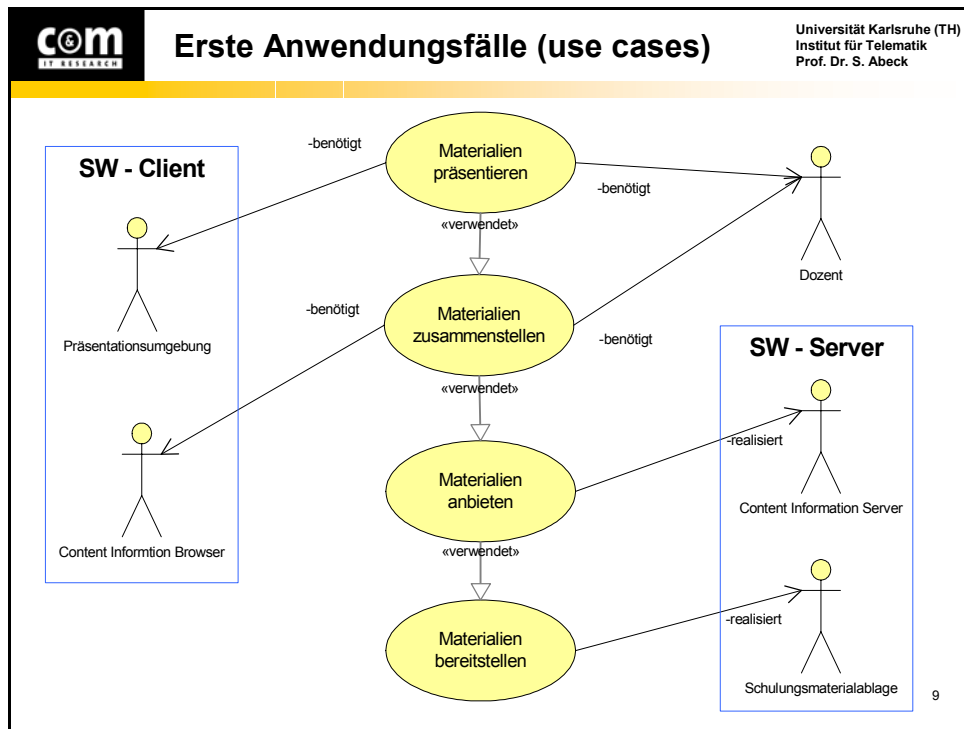 c&m
IT RESEARCH
Erste Anwendungsfälle (use cases)
Universität Karlsruhe (TH)
Institut für Telematik
Prof. Dr. S. Abeck
SW - Client
-benötigt
Materialien
präsentieren
-benötigt
«verwendet»
Dozent
Präsentationsumgebung
-benötigt
Materialien
zusammenstellen
-benötigt
«verwendet»
SW - Server
Content Informtion Browser
Materialien
anbieten
-realisiert
Content Information Server
«verwendet»
Materialien
bereitstellen
-realisiert
Schulungsmaterialablage
9